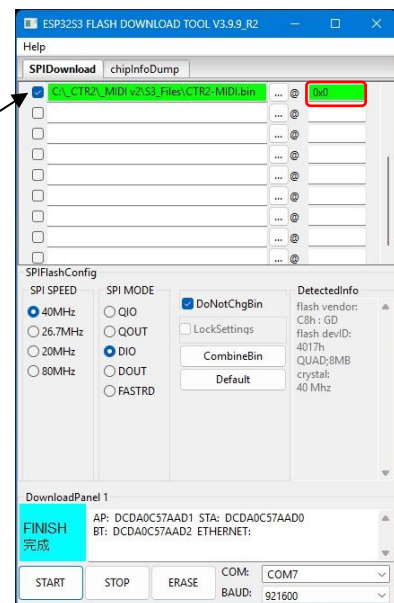 ESP32S3 FLASH DOWNLOAD TOOL V3.9.9_R2
Help
SPIDownload chipInfoDump
C:\_CTR2\_MIDI v2\S3_Files\CTR2-MIDI.bin ... @ 0x0
... @
... @
... @
... @
... @
... @
... @
... @
SPIFlashConfig
SPI SPEED SPI MODE DetectedInfo
40MHz QIO DoNotChgBin flash vendor:
C8h : GD
26.7MHz QOUT LockSettings flash devID:
4017h
20MHz DIO CombineBin QUAD;8MB
80MHz DOUT Default crystal:
40 Mhz
FASTRD
DownloadPanel 1
FINISH
完成
AP: DCDA0C57AAD1 STA: DCDA0C57AAD0
BT: DCDA0C57AAD2 ETHERNET:
START STOP ERASE COM: COM7
BAUD: 921600